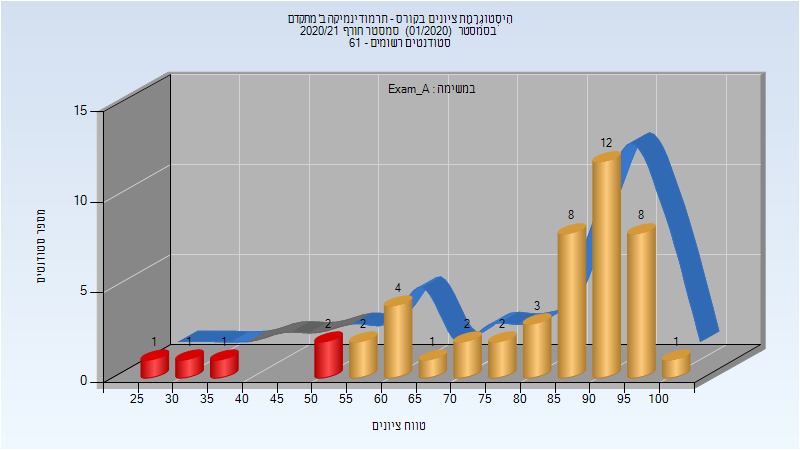 היסטוגרמת ציונים בקורס - תרמודינמיקה ב' מתקדם
בסמסטר (01/2020) סמסטר חורף 2020/21
סטודנטים רשומים - 61
במשימה : Exam_A
מספר סטודנטים
15
10
5
0
1 1 1 2 2 4 1 2 2 3 8 12 8 1
25 30 35 40 45 50 55 60 65 70 75 80 85 90 95 100
טווח ציונים